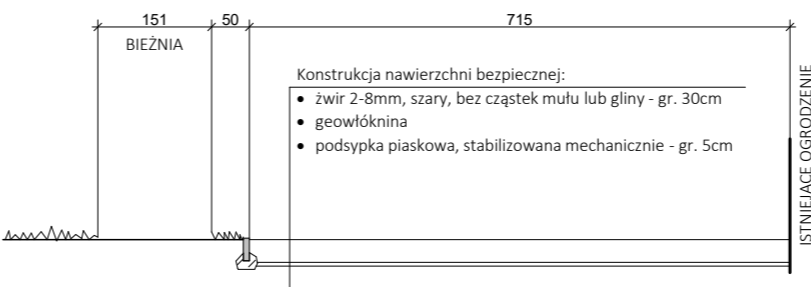 151 50 715
BIEŻNIA
Konstrukcja nawierzchni bezpiecznej:
• żwir 2-8mm, szary, bez cząstek mułu lub gliny - gr. 30cm
• geowłóknina
• podsypka piaskowa, stabilizowana mechanicznie - gr. 5cm
ISTNIEJĄCE OGRODZENIE